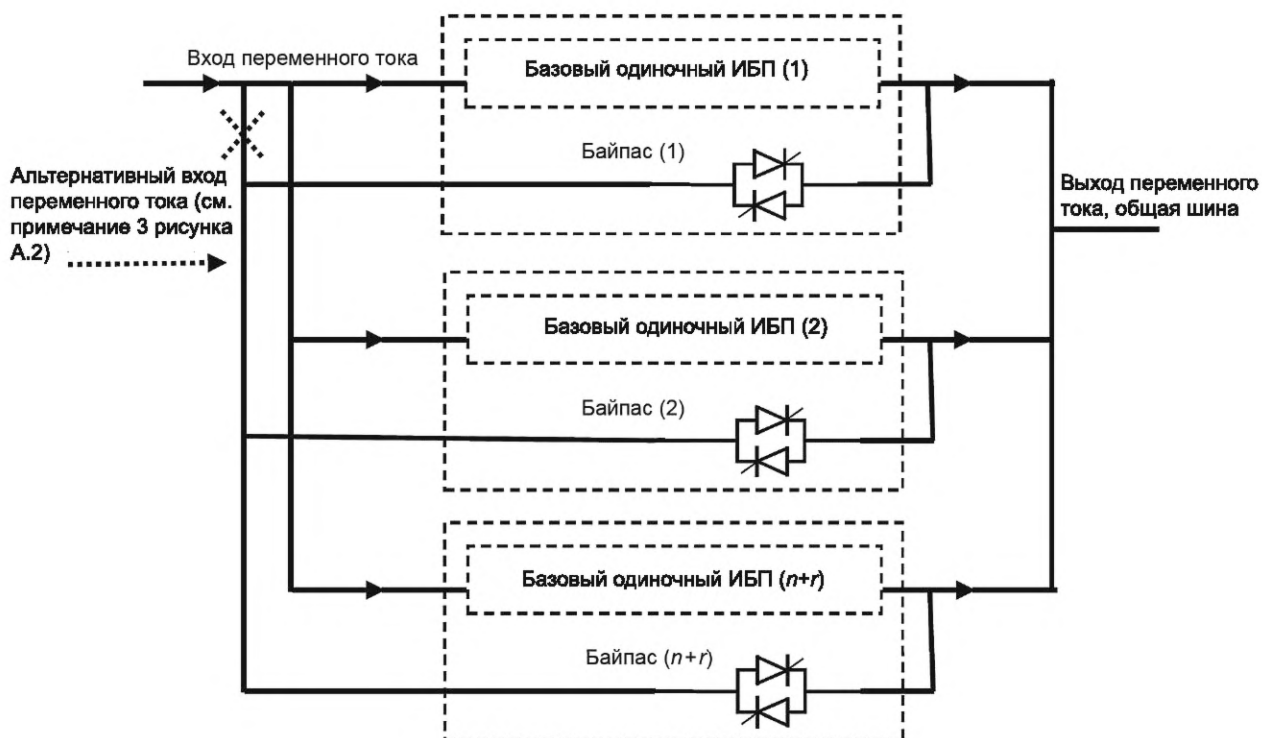 Вход переменного тока
Базовый одиночный ИБП (1)
Байпас (1)
Альтернативный вход
переменного тока (см.
примечание 3 рисунка
А.2)
Выход переменного
тока, общая шина
Базовый одиночный ИБП (2)
Байпас (2)
Базовый одиночный ИБП (n+r)
Байпас (n+r)